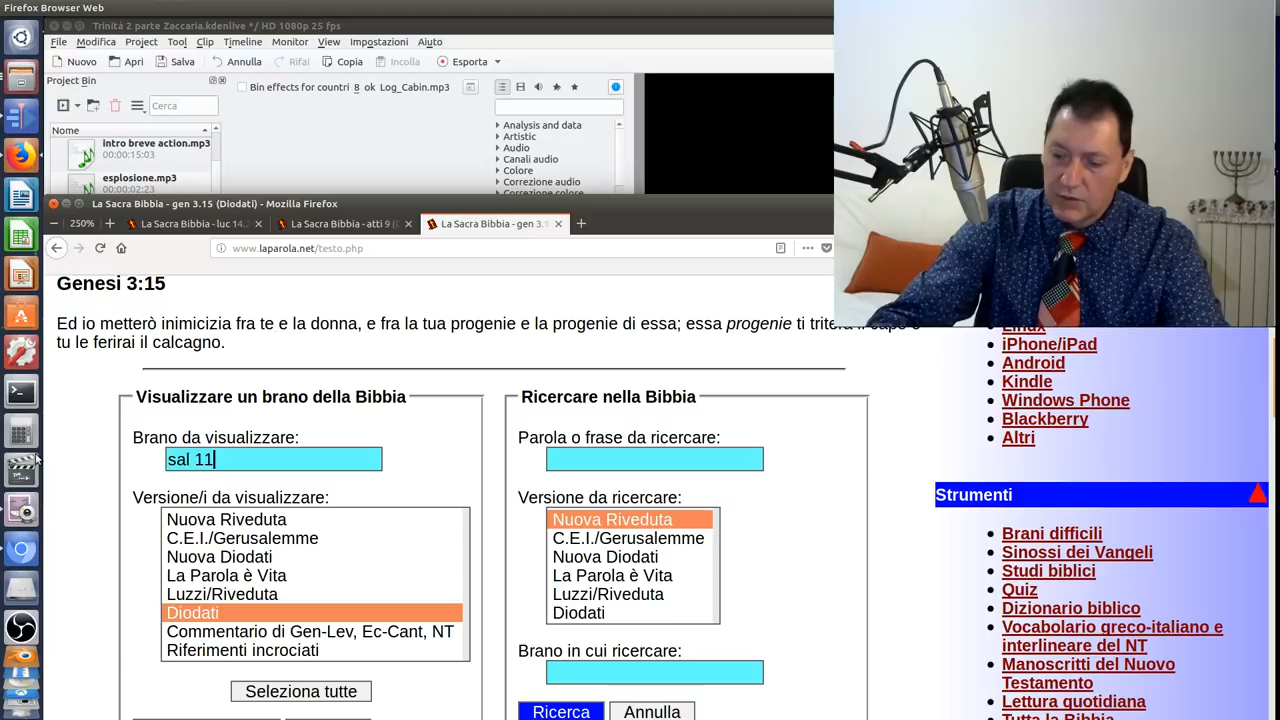 Firefox Browser Web
Trinità 2 parte Zaccaria.kdenlive */ HD 1080p 25 fps
File Modifica Project Tool Clip Timeline Monitor View Impostazioni Aiuto
Nuovo Apri Salva Annulla Rifai Copia Incolla Esporta
Project Bin
Bin effects for countri 8 ok Log_Cabin.mp3
Cerca
Nome
intro breve action.mp3
00:00:15:03
esplosione.mp3
00:00:02:23
Analysis and data
Artistic
Audio
Canali audio
Colore
Correzione audio
Correzione colore
La Sacra Bibbia - gen 3.15 (Diodati) - Mozilla Firefox
250%
La Sacra Bibbia - luc 14.2
La Sacra Bibbia - atti 9 (
La Sacra Bibbia - gen 3.1
www.laparola.net/testo.php
Genesi 3:15
Ed io metterò inimicizia fra te e la donna, e fra la tua progenie e la progenie di essa; essa progenie ti
tu le ferirai il calcagno.
Visualizzare un brano della Bibbia
Brano da visualizzare:
sal 11
Versione/i da visualizzare:
Nuova Riveduta
C.E.I./Gerusalemme
Nuova Diodati
La Parola è Vita
Luzzi/Riveduta
Diodati
Commentario di Gen-Lev, Ec-Cant, NT
Riferimenti incrociati
Seleziona tutte
Ricercare nella Bibbia
Parola o frase da ricercare:
Versione da ricercare:
Nuova Riveduta
C.E.I./Gerusalemme
Nuova Diodati
La Parola è Vita
Luzzi/Riveduta
Diodati
Brano in cui ricercare:
Ricerca
Annulla
Linux
iPhone/iPad
Android
Kindle
Windows Phone
Blackberry
Altri
Strumenti
Brani difficili
Sinossi dei Vangeli
Studi biblici
Quiz
Dizionario biblico
Vocabolario greco-italiano e
interlineare del NT
Manoscritti del Nuovo
Testamento
Lettura quotidiana
Tutta la Bibbia